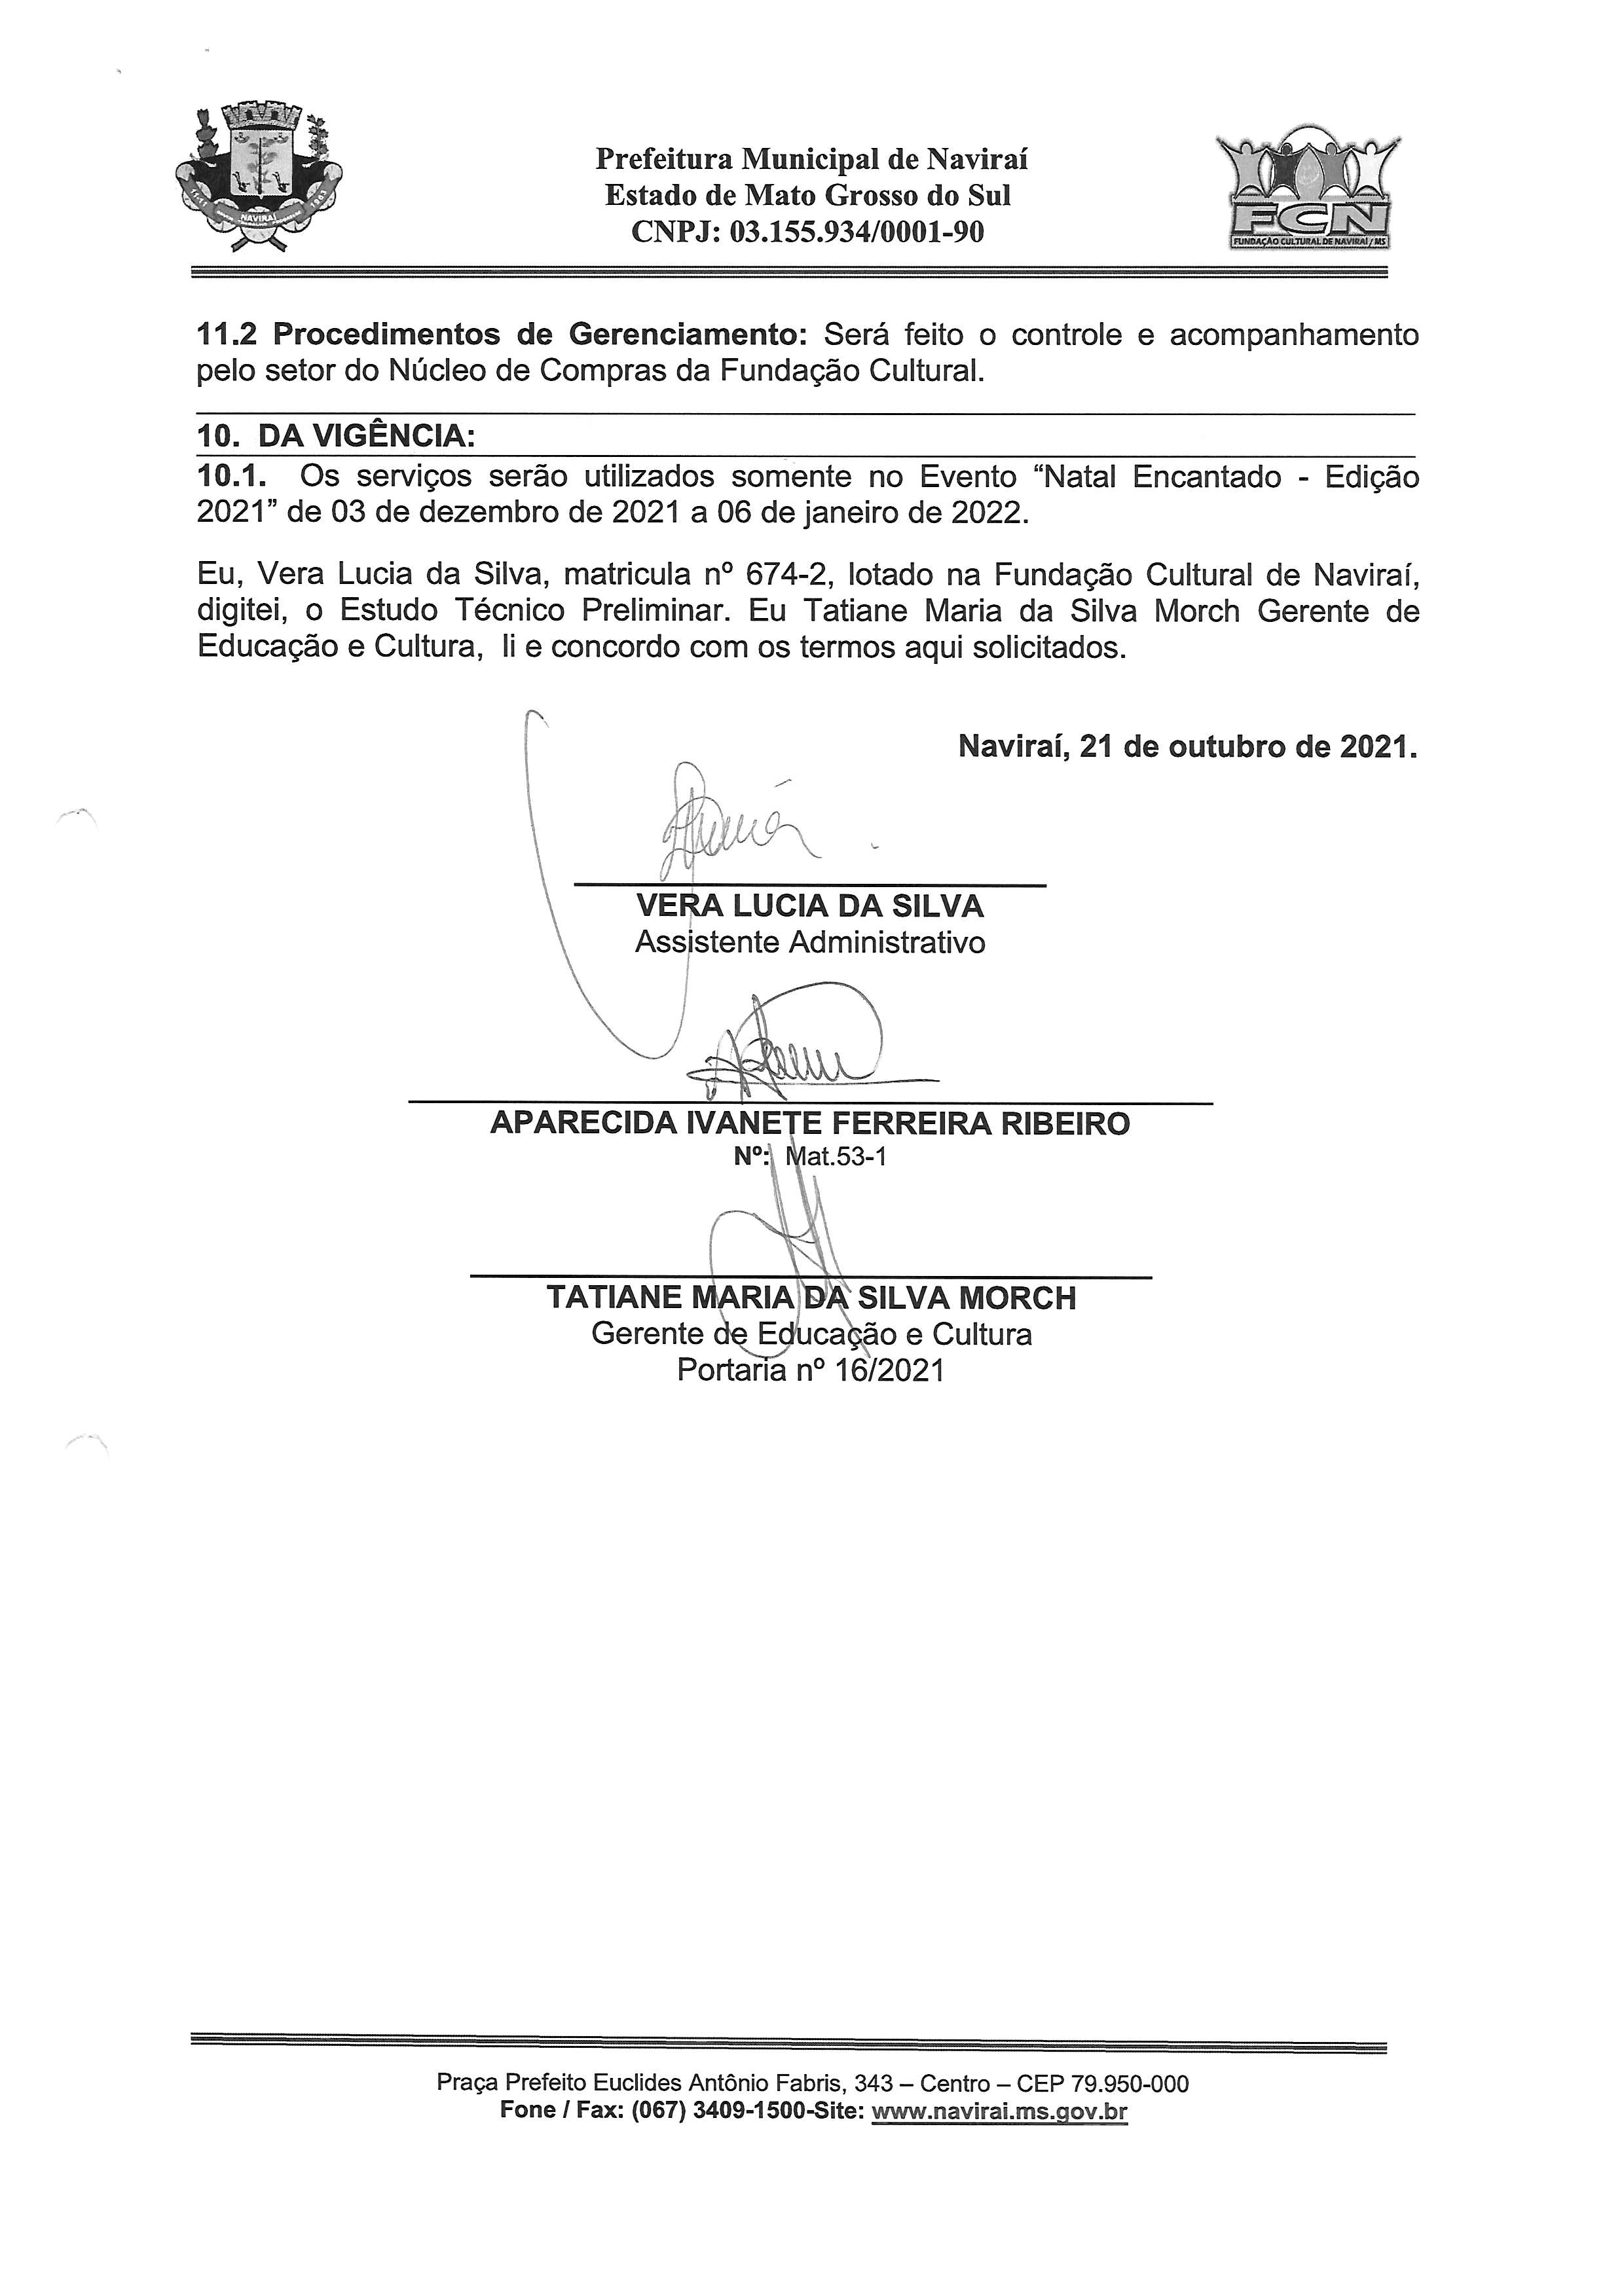 Prefeitura Municipal de Naviraí
Estado de Mato Grosso do Sul
CNPJ: 03.155.934/0001-90
NAVIRAÍ
1963
FCN
FUNDAÇÃO CULTURAL DE NAVIRAÍ / MS
11.2 Procedimentos de Gerenciamento: Será feito o controle e acompanhamento
pelo setor do Núcleo de Compras da Fundação Cultural.
10. DA VIGÊNCIA:
10.1. Os serviços serão utilizados somente no Evento “Natal Encantado - Edição
2021” de 03 de dezembro de 2021 a 06 de janeiro de 2022.
Eu, Vera Lucia da Silva, matricula nº 674-2, lotado na Fundação Cultural de Naviraí,
digitei, o Estudo Técnico Preliminar. Eu Tatiane Maria da Silva Morch Gerente de
Educação e Cultura, li e concordo com os termos aqui solicitados.
Naviraí, 21 de outubro de 2021.
VERA LUCIA DA SILVA
Assistente Administrativo
APARECIDA IVANETE FERREIRA RIBEIRO
Nº: Mat.53-1
TATIANE MARIA DA SILVA MORCH
Gerente de Educação e Cultura
Portaria nº 16/2021
Praça Prefeito Euclides Antônio Fabris, 343 – Centro – CEP 79.950-000
Fone / Fax: (067) 3409-1500-Site: www.navirai.ms.gov.br